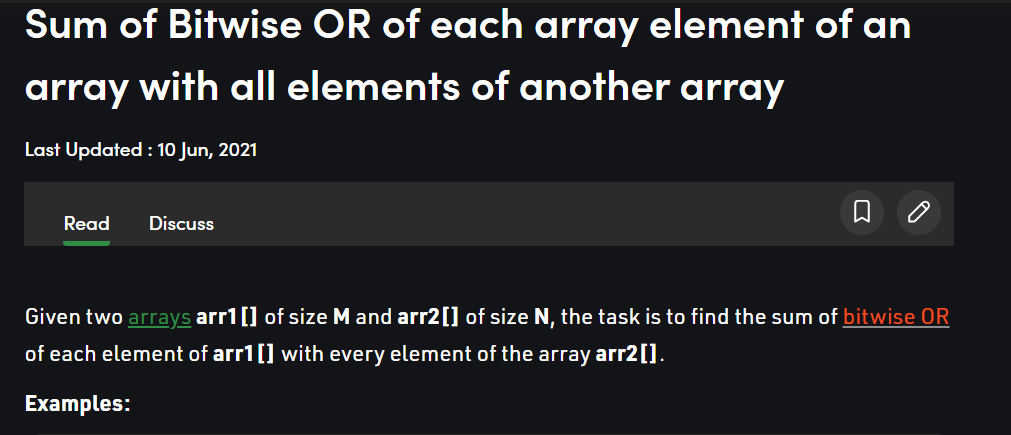 Sum of Bitwise OR of each array element of an
array with all elements of another array
Last Updated : 10 Jun, 2021
Read Discuss
Given two arrays arr1[] of size M and arr2[] of size N, the task is to find the sum of bitwise OR
of each element of arr1[] with every element of the array arr2[].
Examples: